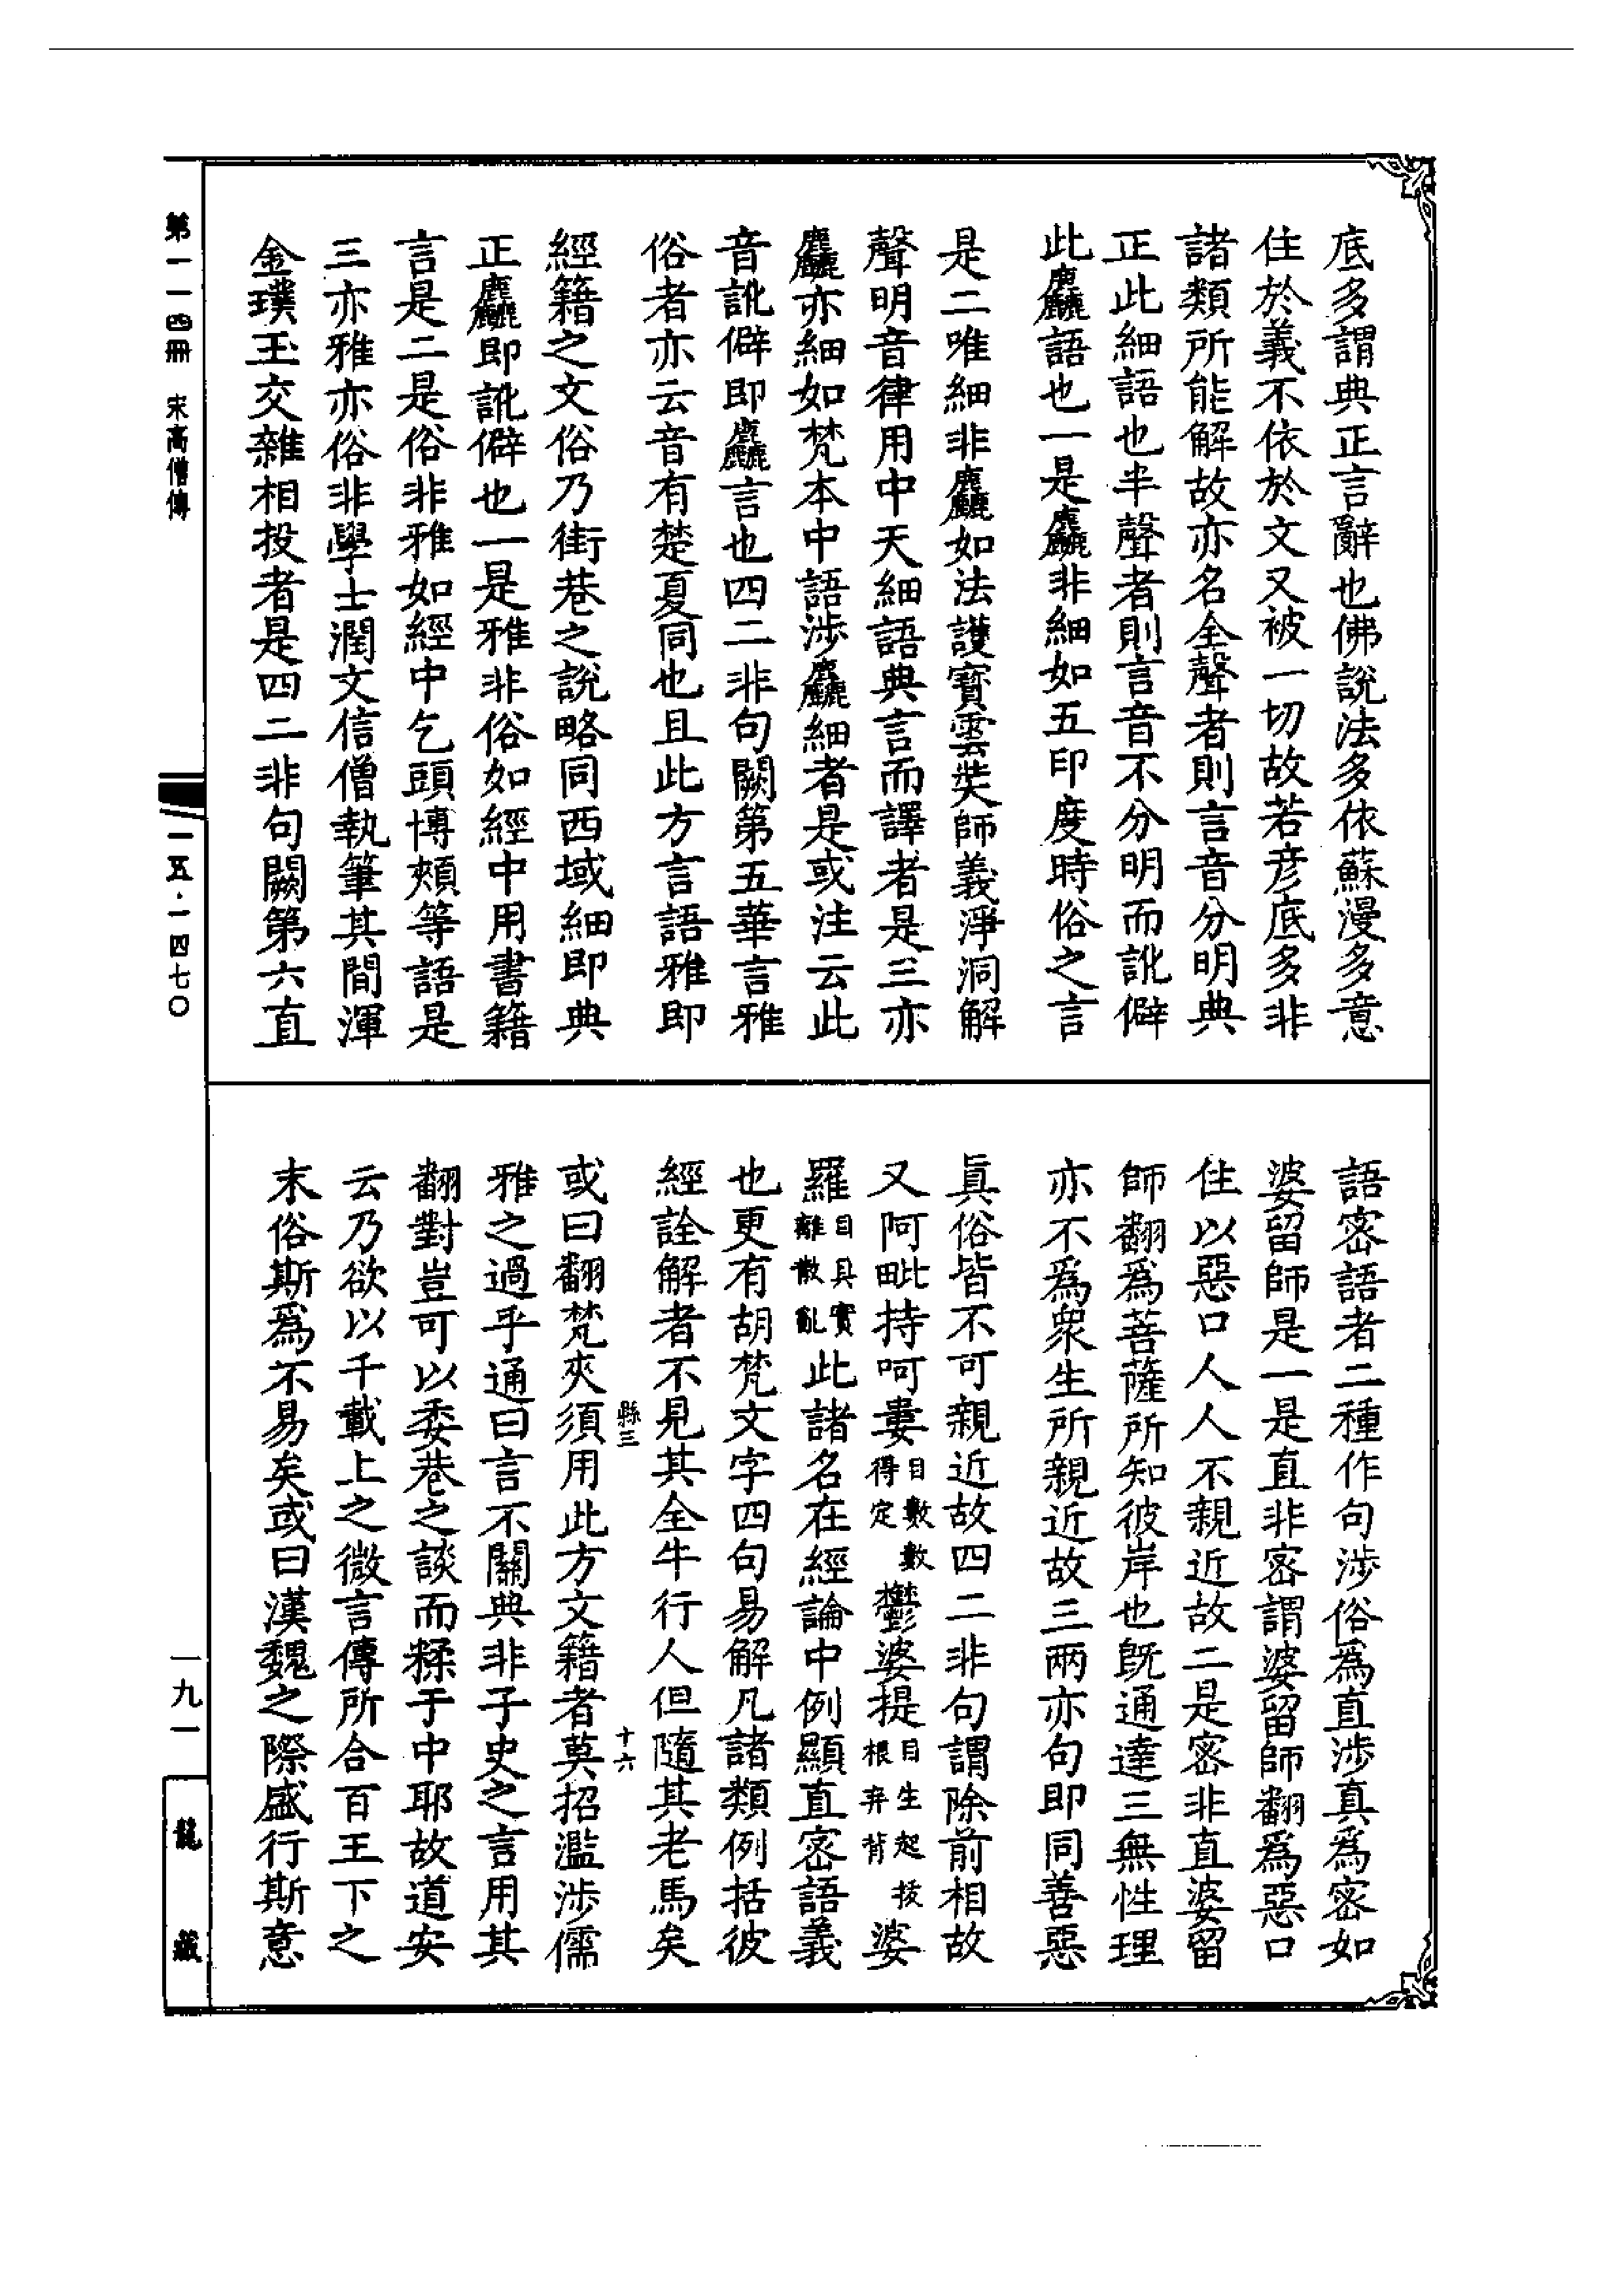 底多謂典正言辭也佛說法多依蘇漫多意
住於義不依於文又被一切故若彥底多非
諸類所能解故亦名全聲者則言音分明典
正此細語也半聲者則言音不分明而訛僻
此麤語也一是麤非細如五印度時俗之言
是二唯細非麤如法護寶雲奘師義淨洞解
聲明音律用中天細語典言而譯者是三亦
麤亦細如梵本中語涉麤細者是或注云此
音訛僻即麤言也四二非句闕第五華言雅
俗者亦云音有楚夏同也且此方言語雅即
經籍之文俗乃街巷之說略同西域細即典
正麤即訛僻也一是雅非俗如經中用書籍
言是二是俗非雅如經中乞頭博頰等語是
三亦雅亦俗非學士潤文信僧執筆其間渾
金璞玉交雜相投者是四二非句闕第六直
語密語者二種作句涉俗為直涉真為密如
婆留師是一是直非密謂婆留師翻為惡口
住以惡口人人不親近故二是密非直婆留
師翻為菩薩所知彼岸也既通達三無性理
亦不為眾生所親近故三兩亦句即同善惡
真俗皆不可親近故四二非句謂除前相故
又阿毗持呵婁目數數得定鬱婆提目生起拔根弃背婆
羅目真實離散亂此諸名在經論中例顯直密語義
也更有胡梵文字四句易解凡諸類例括彼
經詮解者不見其全牛行人但隨其老馬矣
縣三
十六
或曰翻梵夾須用此方文籍者莫招濫涉儒
雅之過乎通曰言不關典非子史之言用其
翻對豈可以委巷之談而糅于中耶故道安
云乃欲以千載上之微言傳所合百王下之
末俗斯為不易矣或曰漢魏之際盛行斯意
第一一四冊 宋高僧傳
一五·一四七〇
一九一
龍藏